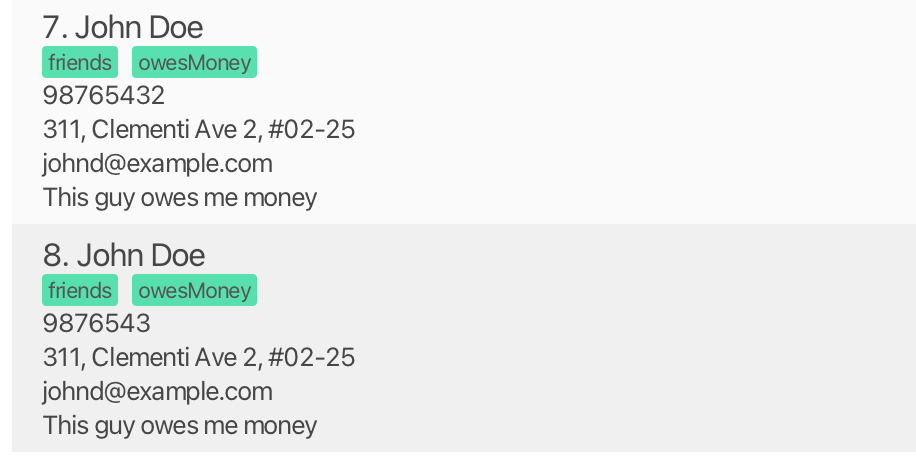 7. John Doe
friends owesMoney
98765432
311, Clementi Ave 2, #02-25
johnd@example.com
This guy owes me money
8. John Doe
friends owesMoney
9876543
311, Clementi Ave 2, #02-25
johnd@example.com
This guy owes me money